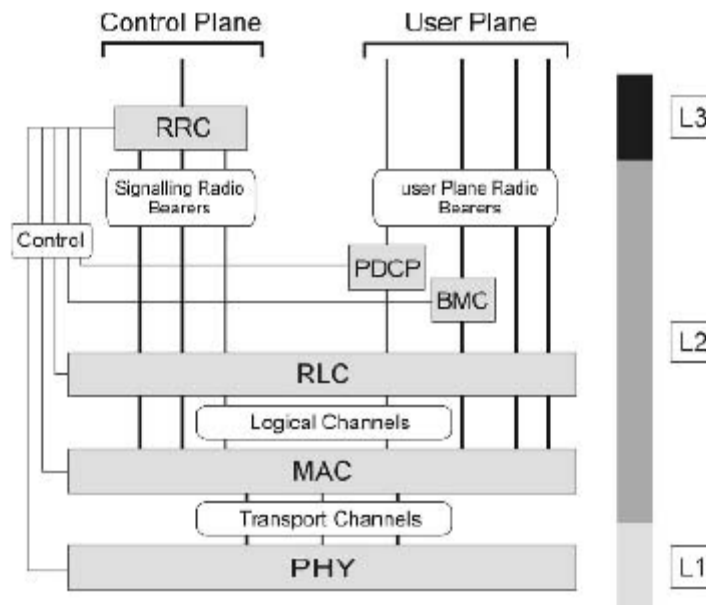 Control Plane
User Plane
RRC
L3
Signalling Radio
Bearers
user Plane Radio
Bearers
Control
PDCP
BMC
L2
RLC
Logical Channels
MAC
Transport Channels
PHY
L1